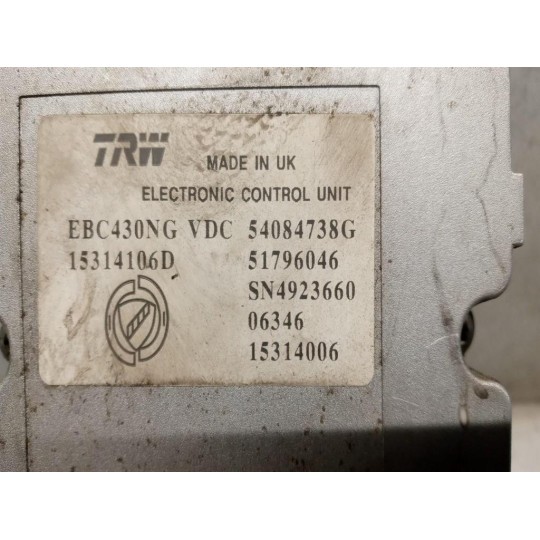 TRW
MADE IN UK
ELECTRONIC CONTROL UNIT
EBC430NG VDC 54084738G
15314106D 51796046
SN4923660
06346
15314006